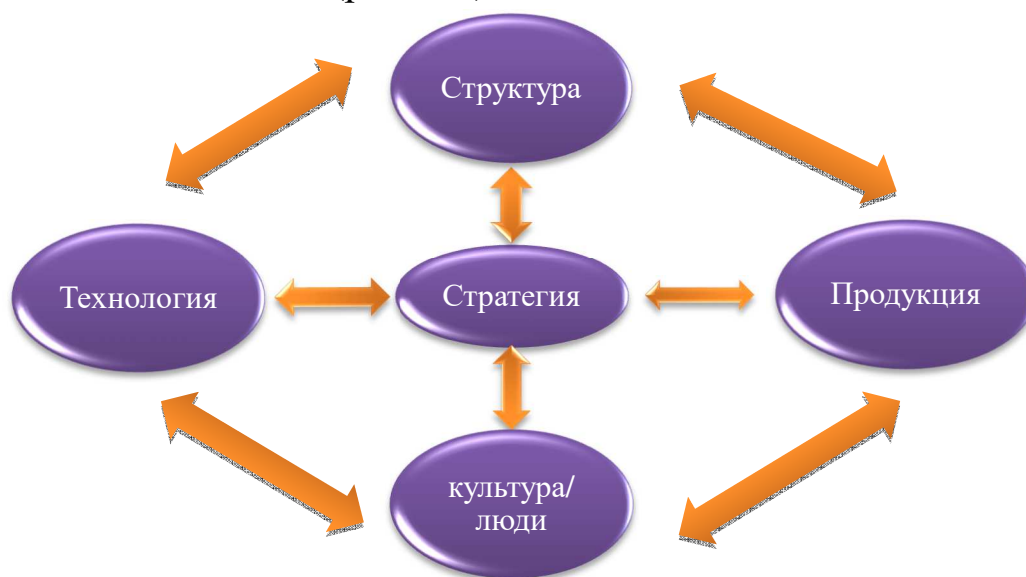 Структура
Технология
Стратегия
Продукция
культура/
люди